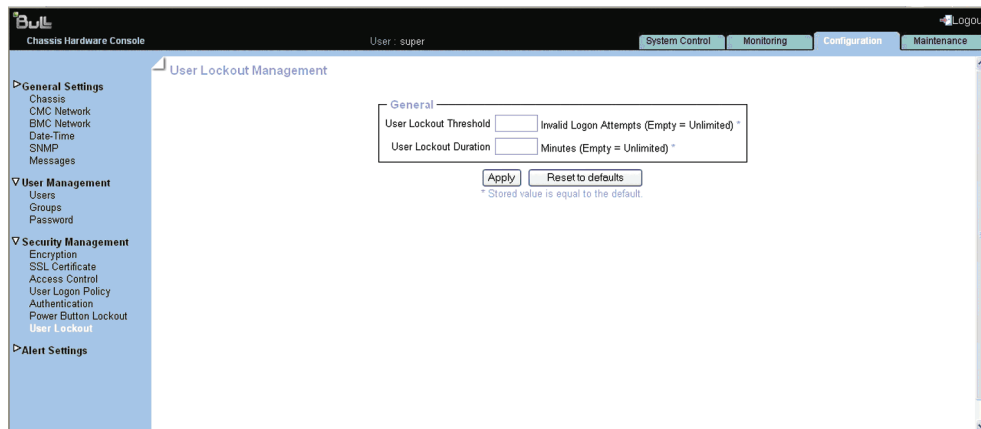 Bull
Logou
Chassis Hardware Console
User : super
System Control
Monitoring
Configuration
Maintenance
General Settings
Chassis
CMC Network
BMC Network
Date-Time
SNMP
Messages
User Management
Users
Groups
Password
Security Management
Encryption
SSL Certificate
Access Control
User Logon Policy
Authentication
Power Button Lockout
User Lockout
Alert Settings
User Lockout Management
General
User Lockout Threshold Invalid Logon Attempts (Empty = Unlimited) *
User Lockout Duration Minutes (Empty = Unlimited) *
Apply Reset to defaults
* Stored value is equal to the default.